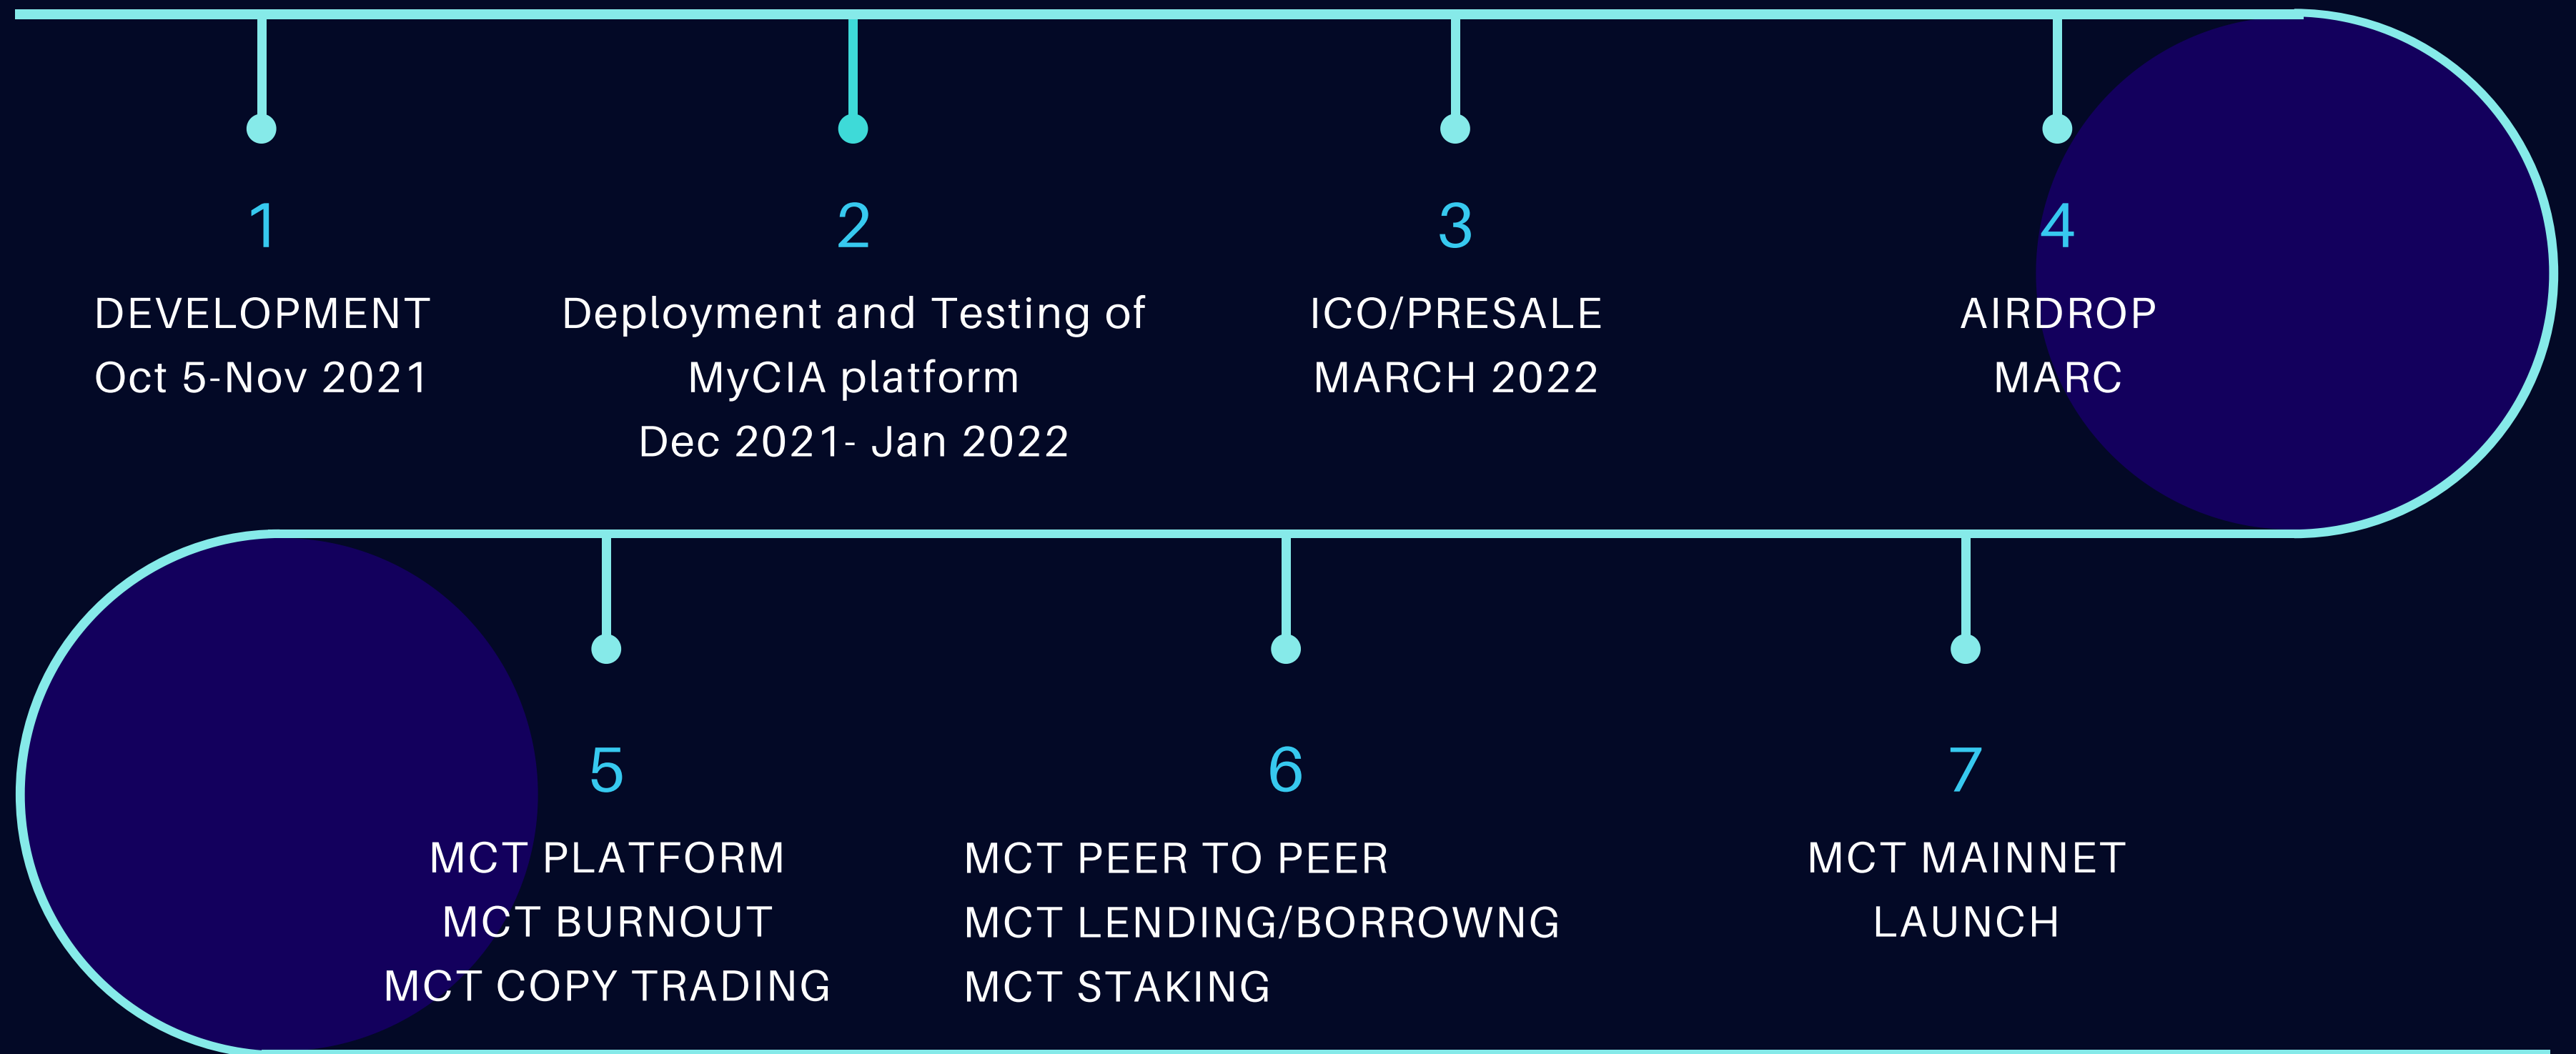 1
DEVELOPMENT
Oct 5-Nov 2021
2
Deployment and Testing of
MyCIA platform
Dec 2021- Jan 2022
3
ICO/PRESALE
MARCH 2022
4
AIRDROP
MARC
5
MCT PLATFORM
MCT BURNOUT
MCT COPY TRADING
6
MCT PEER TO PEER
MCT LENDING/BORROWNG
MCT STAKING
7
MCT MAINNET
LAUNCH